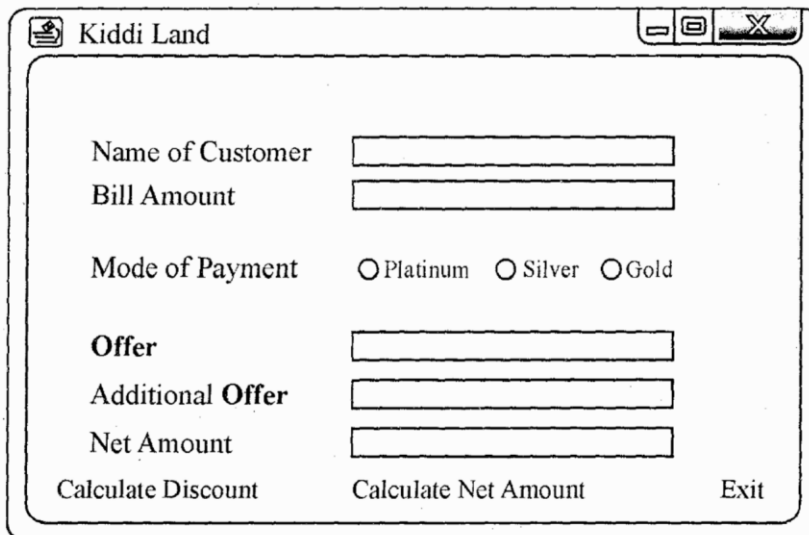 Kiddi Land
Name of Customer
Bill Amount
Mode of Payment Platinum Silver Gold
Offer
Additional Offer
Net Amount
Calculate Discount Calculate Net Amount Exit